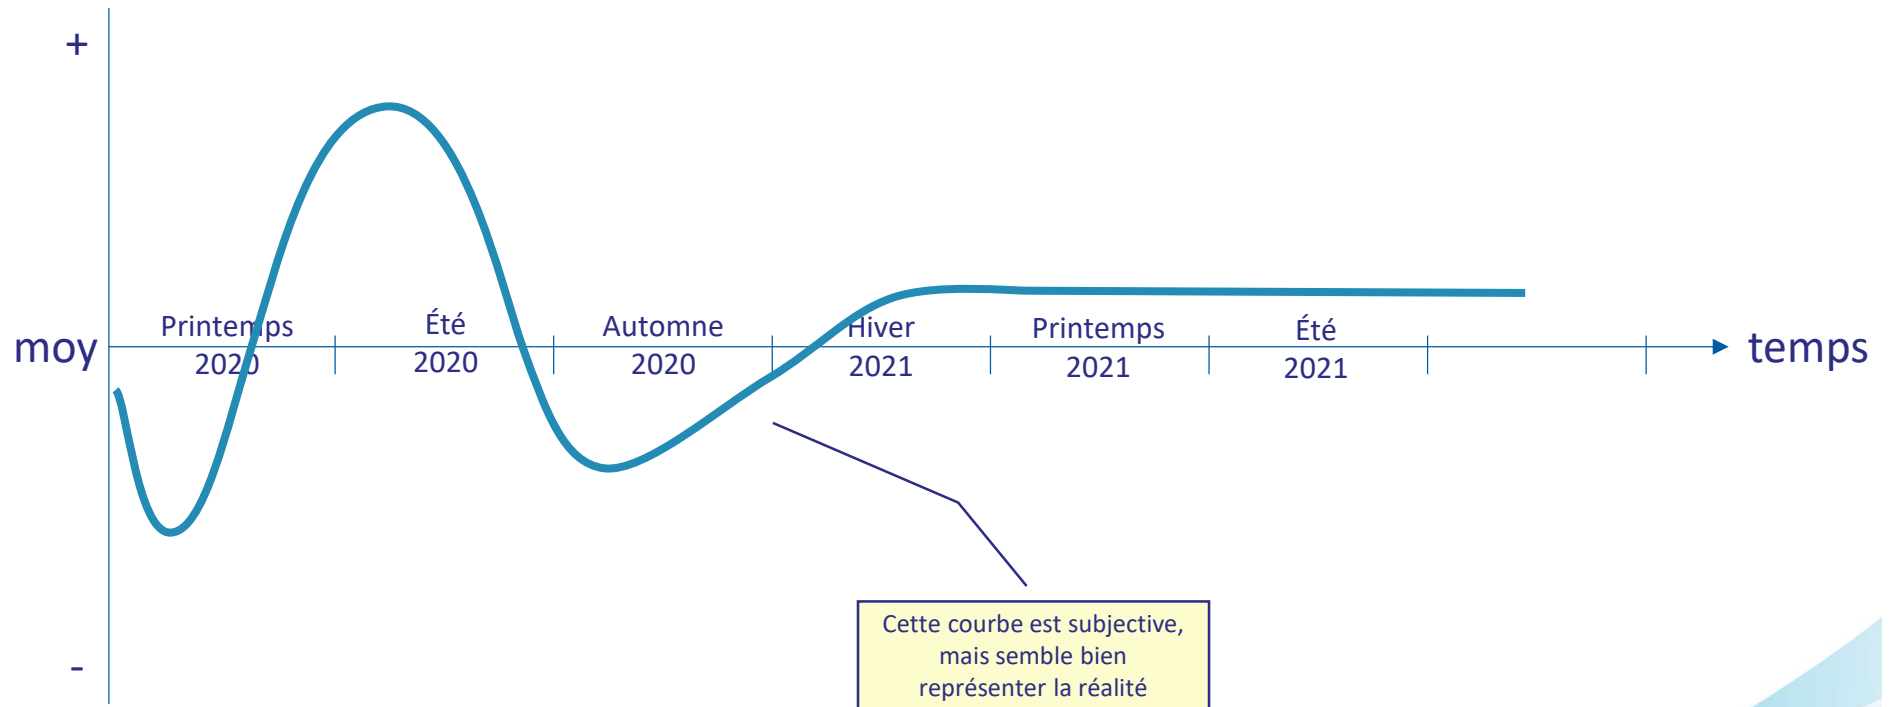 +
Printemps
2020
Été
2020
Automne
2020
Hiver
2021
Printemps
2021
Été
2021
moy
temps
Cette courbe est subjective,
mais semble bien
représenter la réalité
-